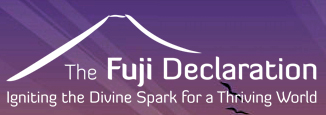 The Fuji Declaration
Igniting the Divine Spark for a Thriving World